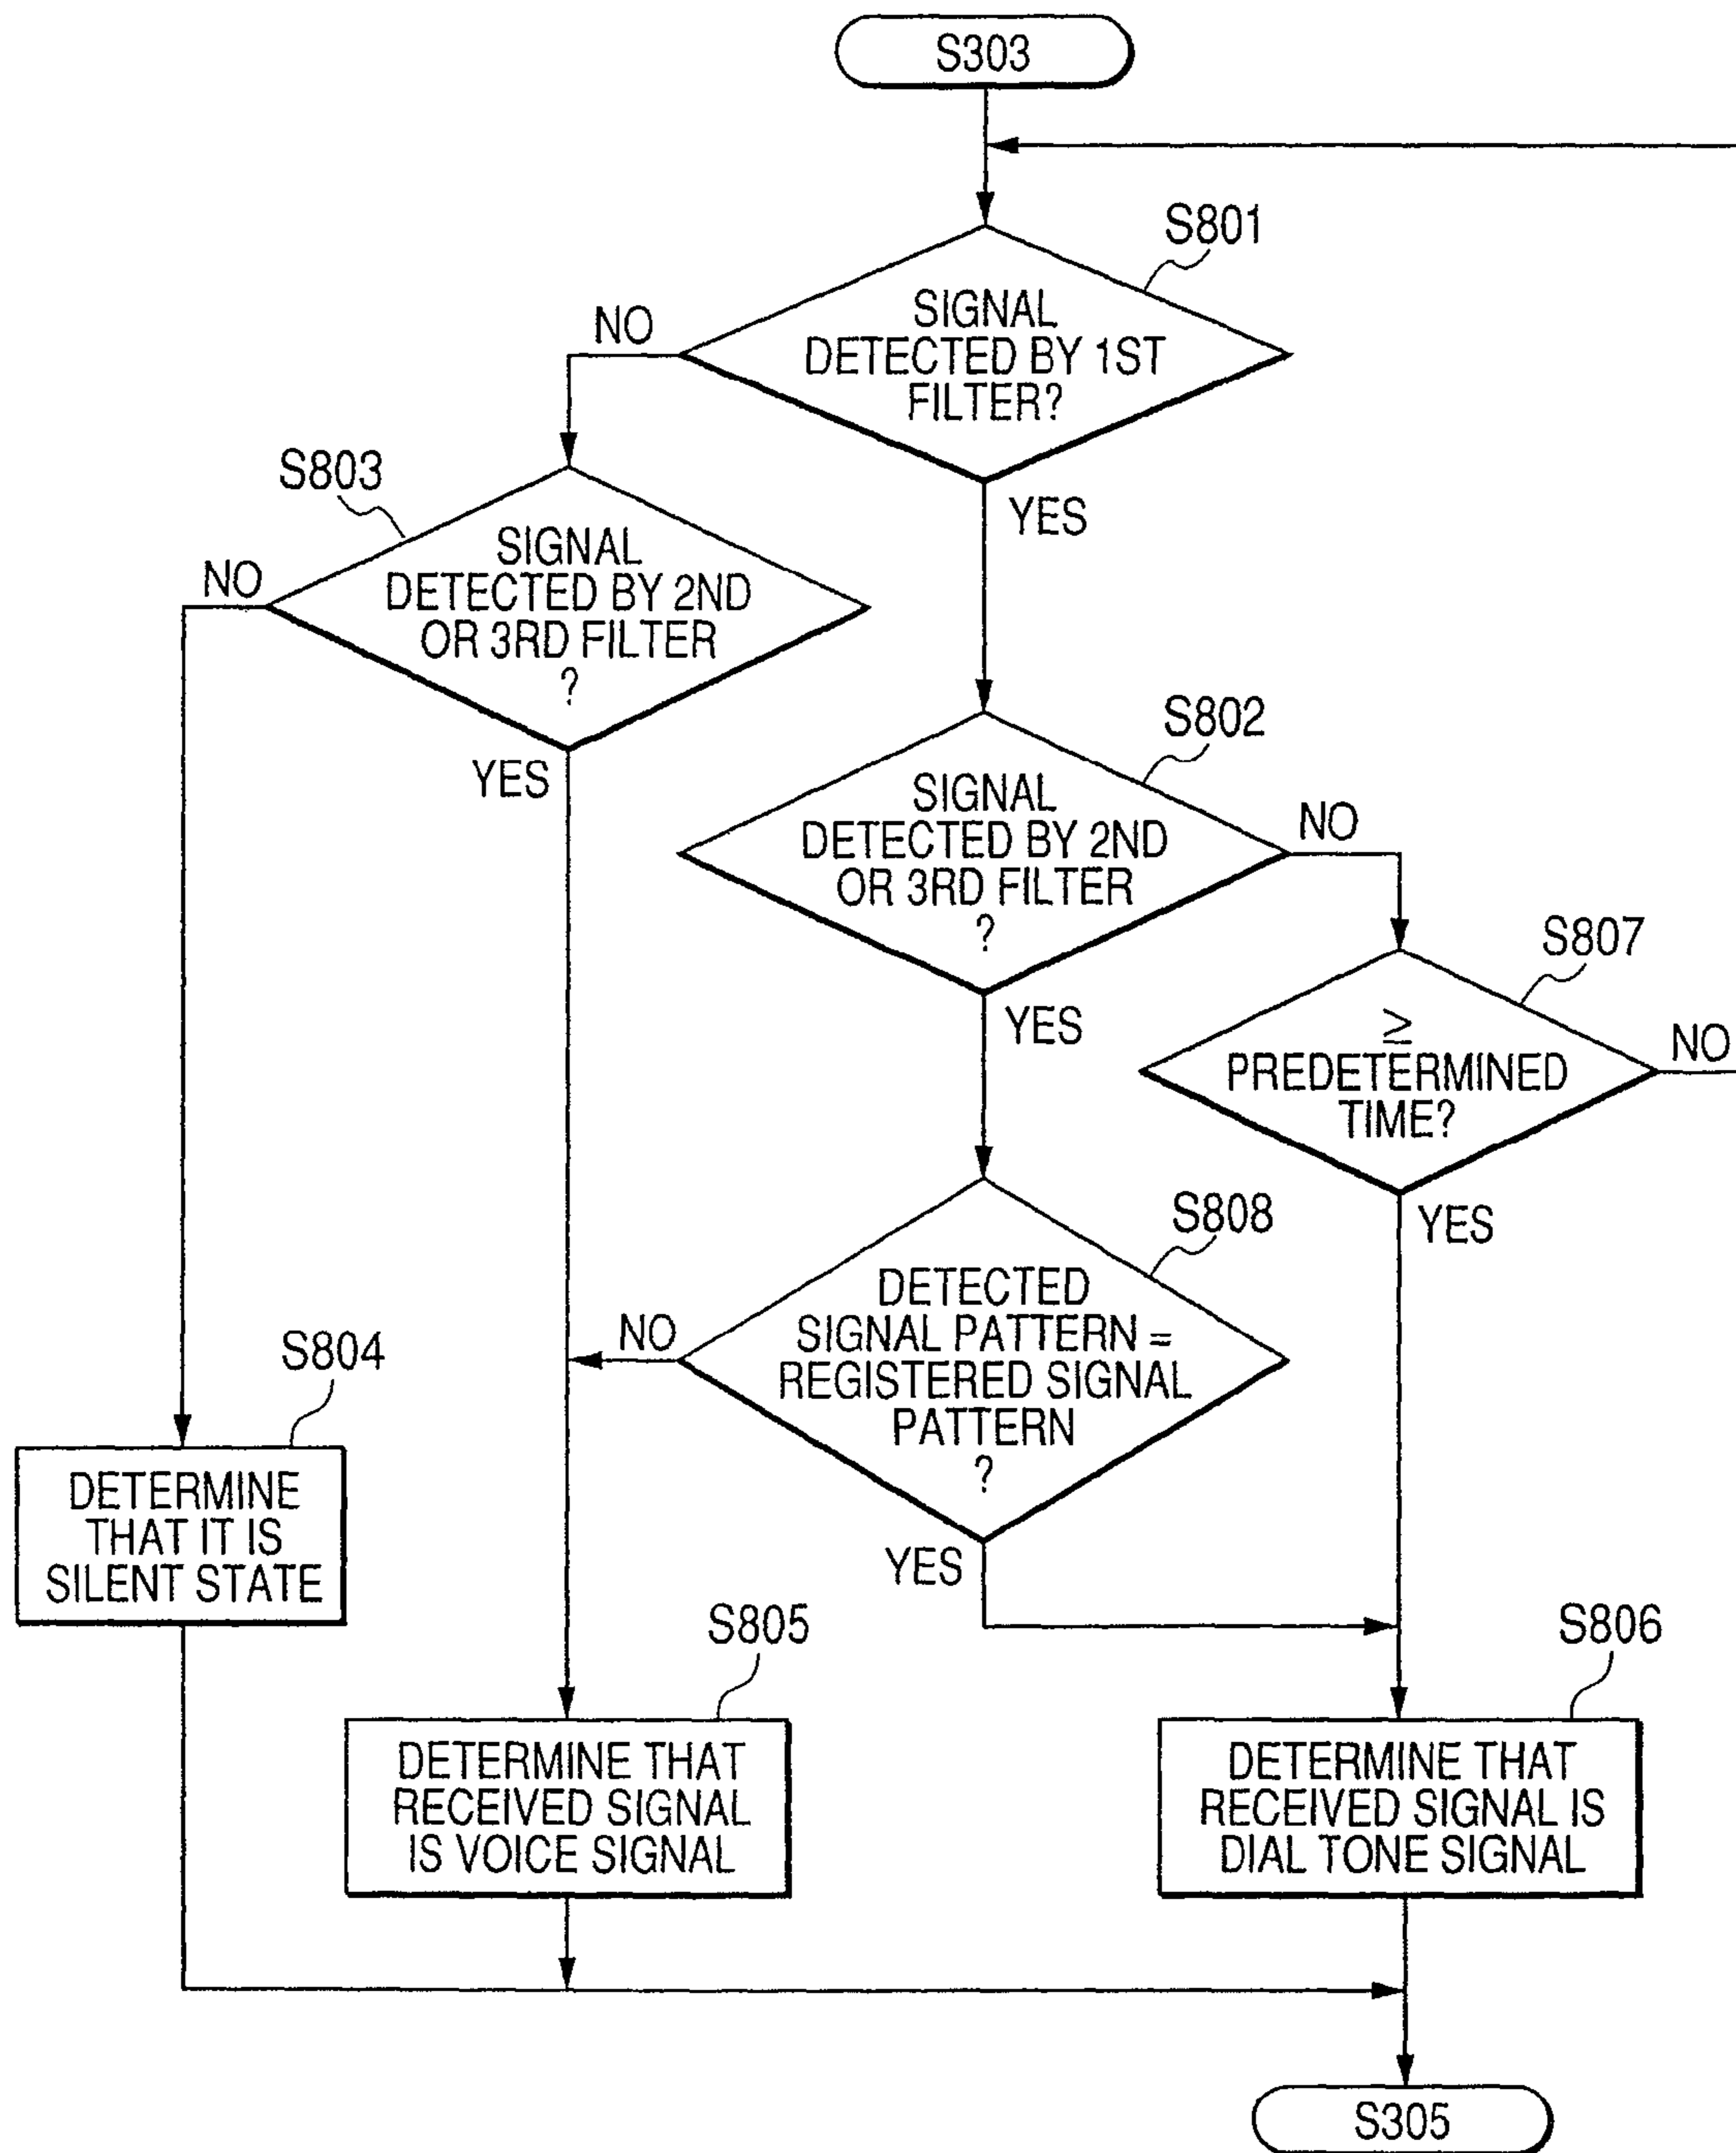 S303
S801
SIGNAL
DETECTED BY 1ST
FILTER?
NO
YES
S803
SIGNAL
DETECTED BY 2ND
OR 3RD FILTER
?
NO
YES
S802
SIGNAL
DETECTED BY 2ND
OR 3RD FILTER
?
NO
YES
S807
≥
PREDETERMINED
TIME?
NO
YES
S808
DETECTED
SIGNAL PATTERN =
REGISTERED SIGNAL
PATTERN
?
NO
YES
S804
DETERMINE
THAT IT IS
SILENT STATE
S805
DETERMINE THAT
RECEIVED SIGNAL
IS VOICE SIGNAL
S806
DETERMINE THAT
RECEIVED SIGNAL IS
DIAL TONE SIGNAL
S305